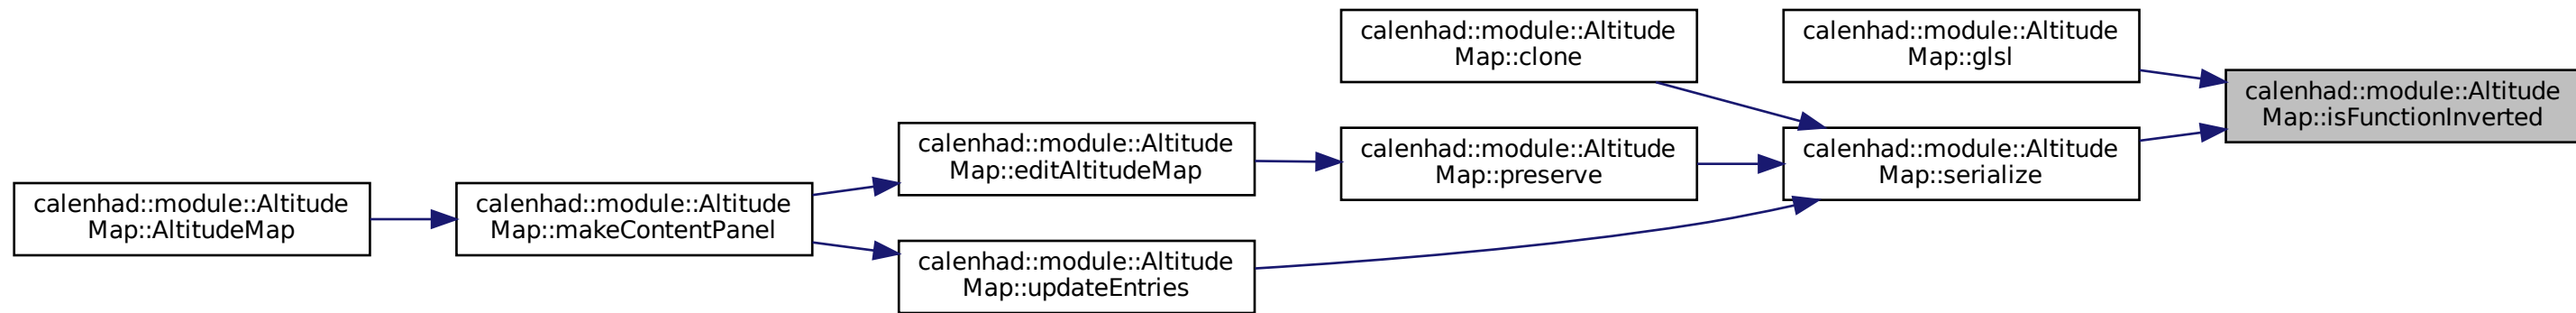 calenhad::module::Altitude
Map::AltitudeMap
calenhad::module::Altitude
Map::makeContentPanel
calenhad::module::Altitude
Map::editAltitudeMap
calenhad::module::Altitude
Map::updateEntries
calenhad::module::Altitude
Map::clone
calenhad::module::Altitude
Map::preserve
calenhad::module::Altitude
Map::glsl
calenhad::module::Altitude
Map::serialize
calenhad::module::Altitude
Map::isFunctionInverted